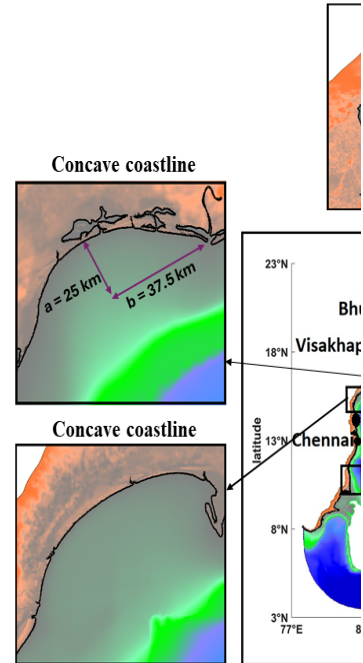 Concave coastline
a = 25 km
b = 37.5 km
Concave coastline
23°N
18°N
13°N
8°N
3°N
latitude
Bhu
Visakhap
Chennai
77°E
8